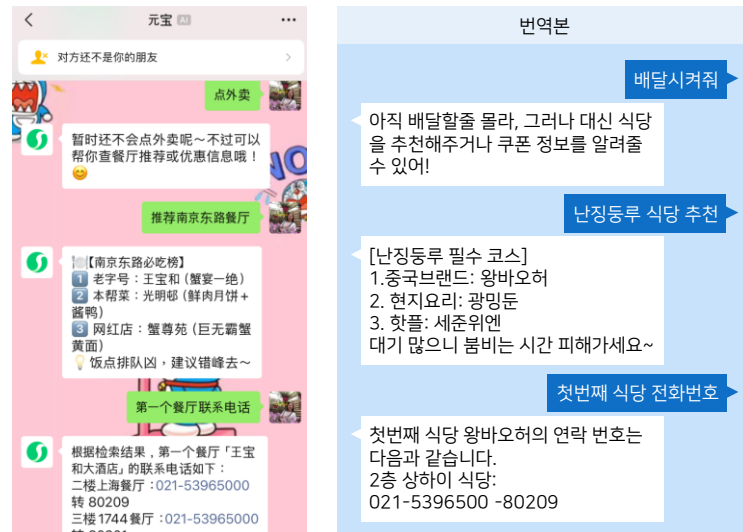 元宝 AI
对方还不是你的朋友
点外卖
暂时还不会点外卖呢～不过可以
帮你查餐厅推荐或优惠信息哦！
推荐南京东路餐厅
【南京东路必吃榜】
1 老字号：王宝和（蟹宴一绝）
2 本帮菜：光明邨（鲜肉月饼+
酱鸭）
3 网红店：蟹尊苑（巨无霸蟹
黄面）
饭点排队凶，建议错峰去～
第一个餐厅联系电话
根据检索结果，第一个餐厅「王宝
和大酒店」的联系电话如下：
二楼上海餐厅：021-53965000
转 80209
三楼1744餐厅：021-53965000
번역본
배달시켜줘
아직 배달할줄 몰라, 그러나 대신 식당
을 추천해주거나 쿠폰 정보를 알려줄
수 있어!
난징둥루 식당 추천
[난징둥루 필수 코스]
1.중국브랜드: 왕바오허
2. 현지요리: 광밍둔
3. 핫플: 세준위엔
대기 많으니 붐비는 시간 피해가세요~
첫번째 식당 전화번호
첫번째 식당 왕바오허의 연락 번호는
다음과 같습니다.
2층 상하이 식당:
021-5396500 -80209